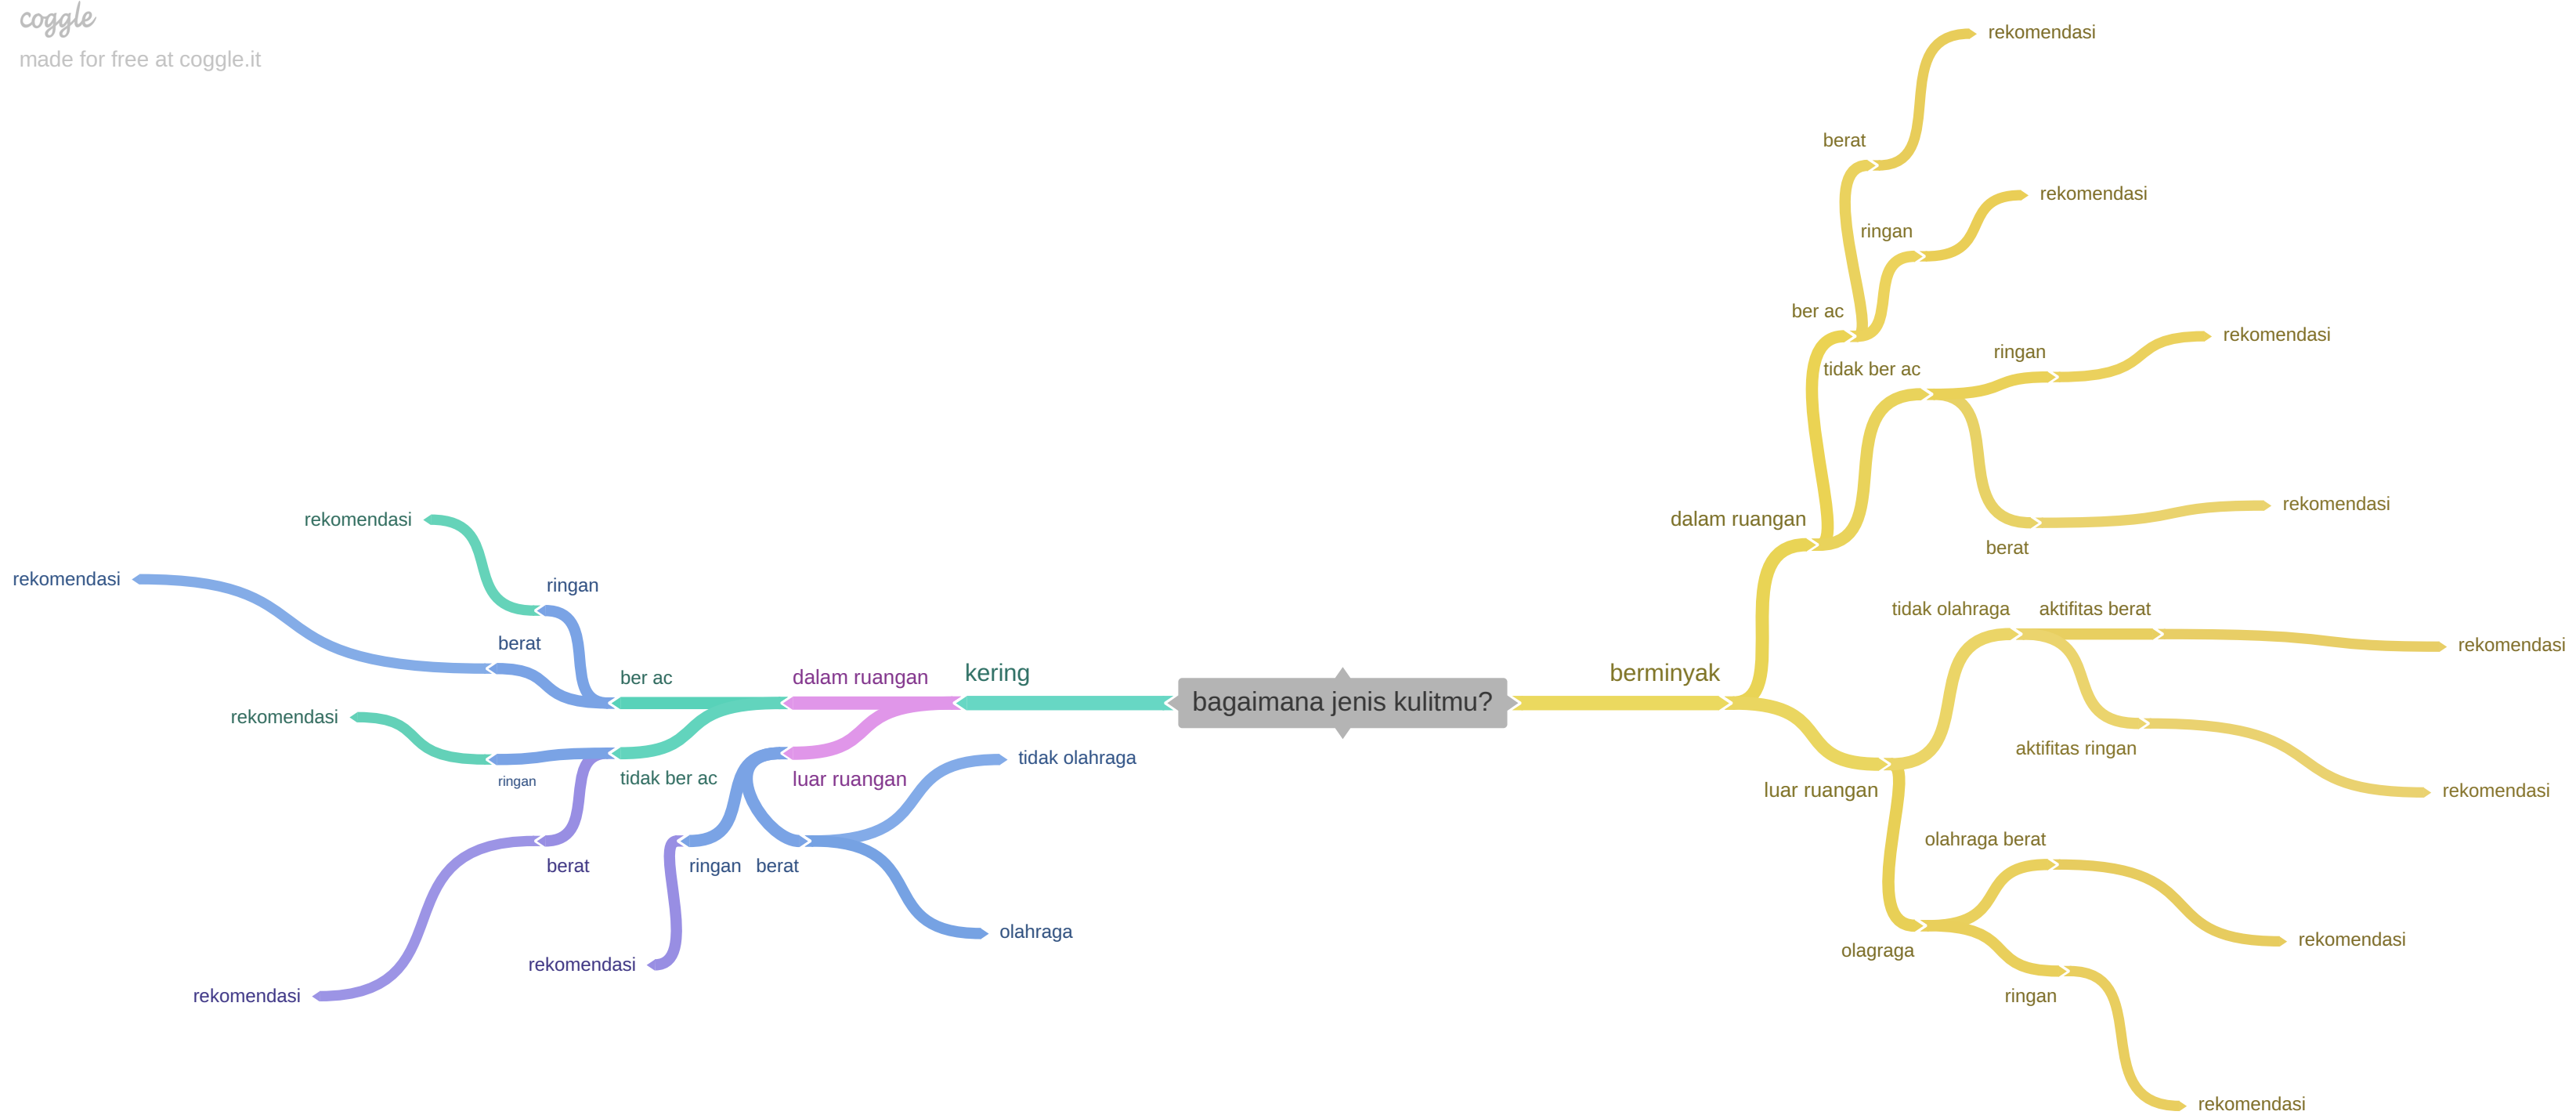 coggle
made for free at coggle.it
bagaimana jenis kulitmu?
kering
dalam ruangan
ber ac
ringan
rekomendasi
berat
rekomendasi
tidak ber ac
ringan
rekomendasi
berat
rekomendasi
luar ruangan
ringan
rekomendasi
berat
tidak olahraga
olahraga
berminyak
dalam ruangan
ber ac
berat
rekomendasi
ringan
rekomendasi
tidak ber ac
ringan
rekomendasi
berat
rekomendasi
luar ruangan
tidak olahraga
aktifitas berat
rekomendasi
aktifitas ringan
rekomendasi
olagraga
olahraga berat
rekomendasi
ringan
rekomendasi